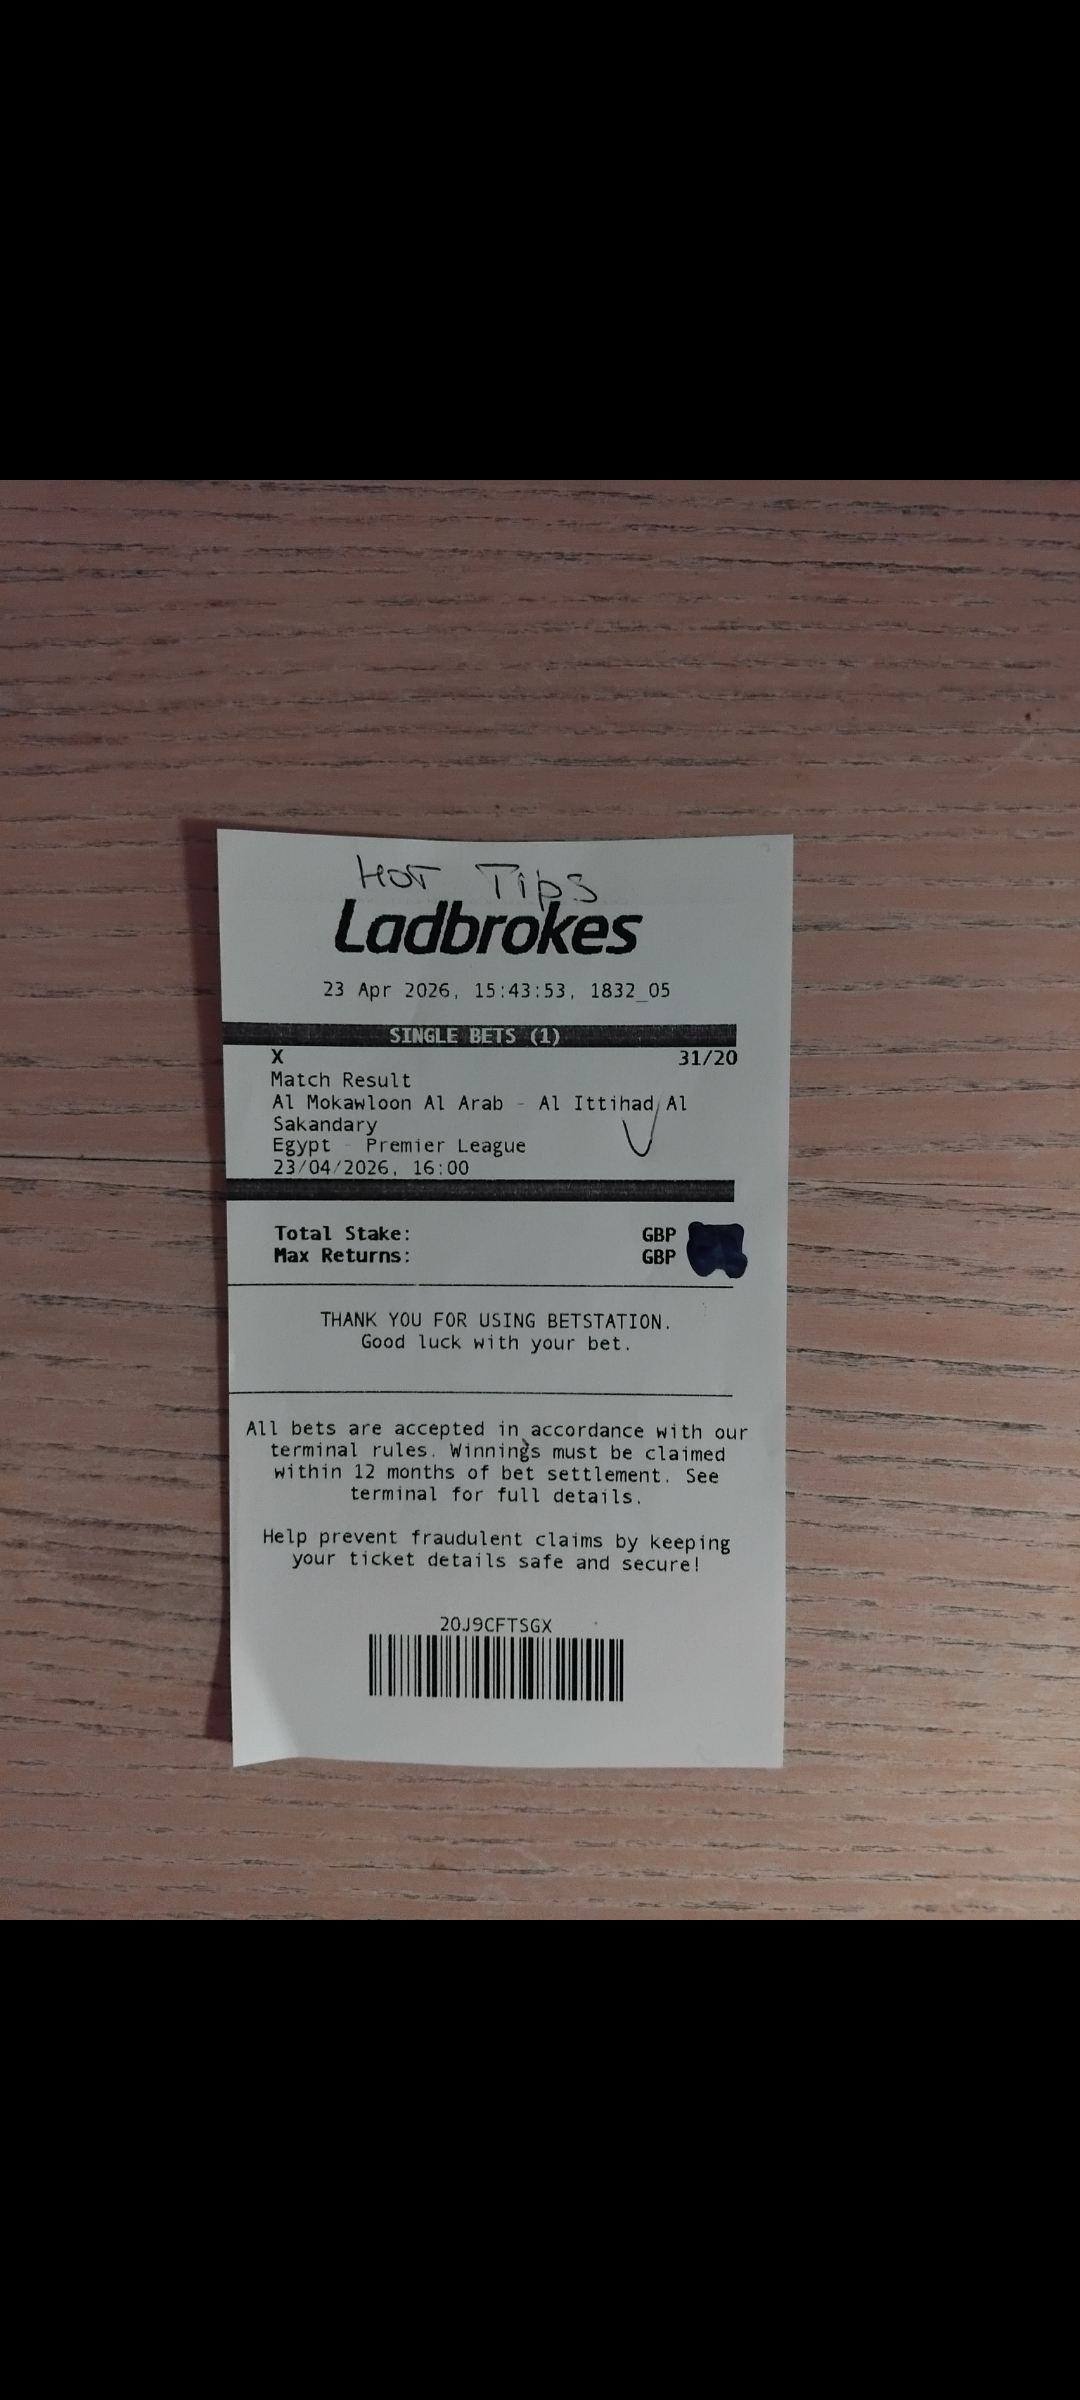 HOT Tips
Ladbrokes
23 Apr 2026, 15:43:53, 1832_05
SINGLE BETS (1)
X 31/20
Match Result
Al Mokawloon Al Arab - Al Ittihad Al
Sakandary
Egypt - Premier League
23/04/2026, 16:00
Total Stake: GBP
Max Returns: GBP
THANK YOU FOR USING BETSTATION.
Good luck with your bet.
All bets are accepted in accordance with our
terminal rules. Winnings must be claimed
within 12 months of bet settlement. See
terminal for full details.
Help prevent fraudulent claims by keeping
your ticket details safe and secure!
20J9CFTSGX